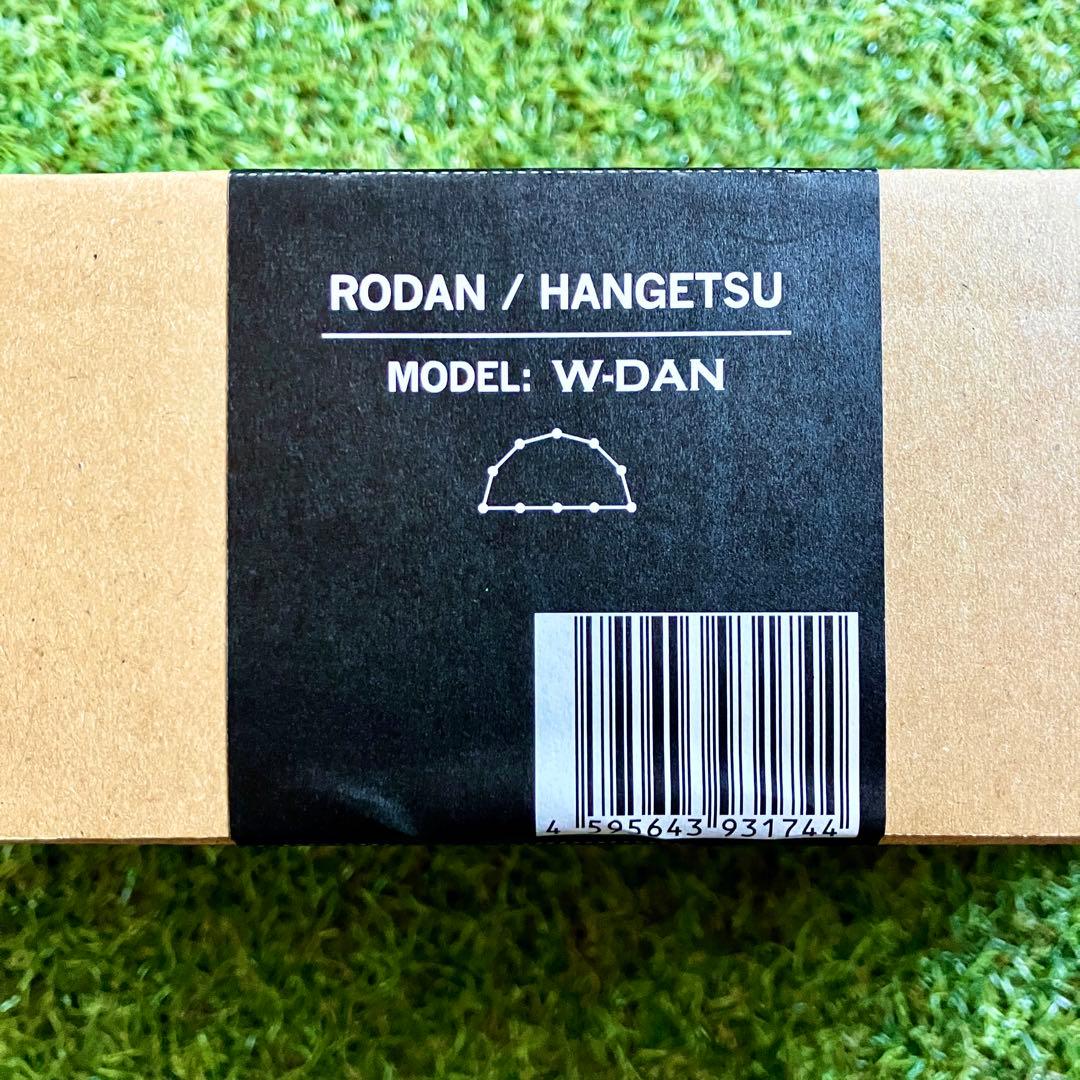 RODAN / HANGETSU
MODEL: W-DAN
4 595643 931744